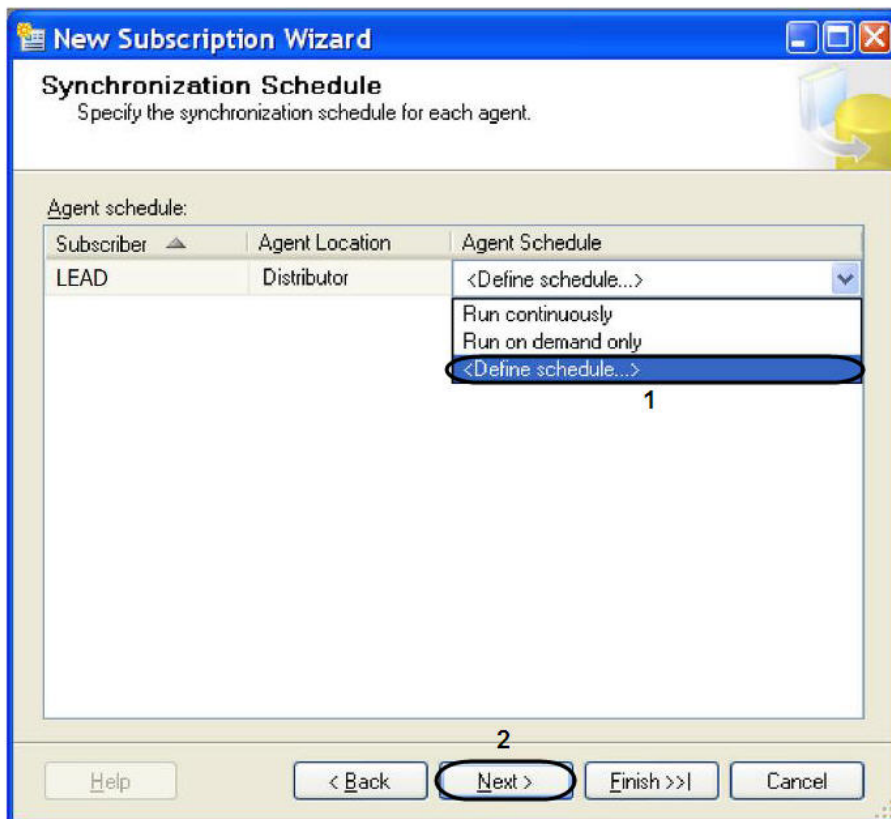 New Subscription Wizard
Synchronization Schedule
Specify the synchronization schedule for each agent.
Agent schedule:
Subscriber Agent Location Agent Schedule
LEAD Distributor <Define schedule...>
Run continuously
Run on demand only
<Define schedule...>
1
2
Help < Back Next > Finish >>| Cancel